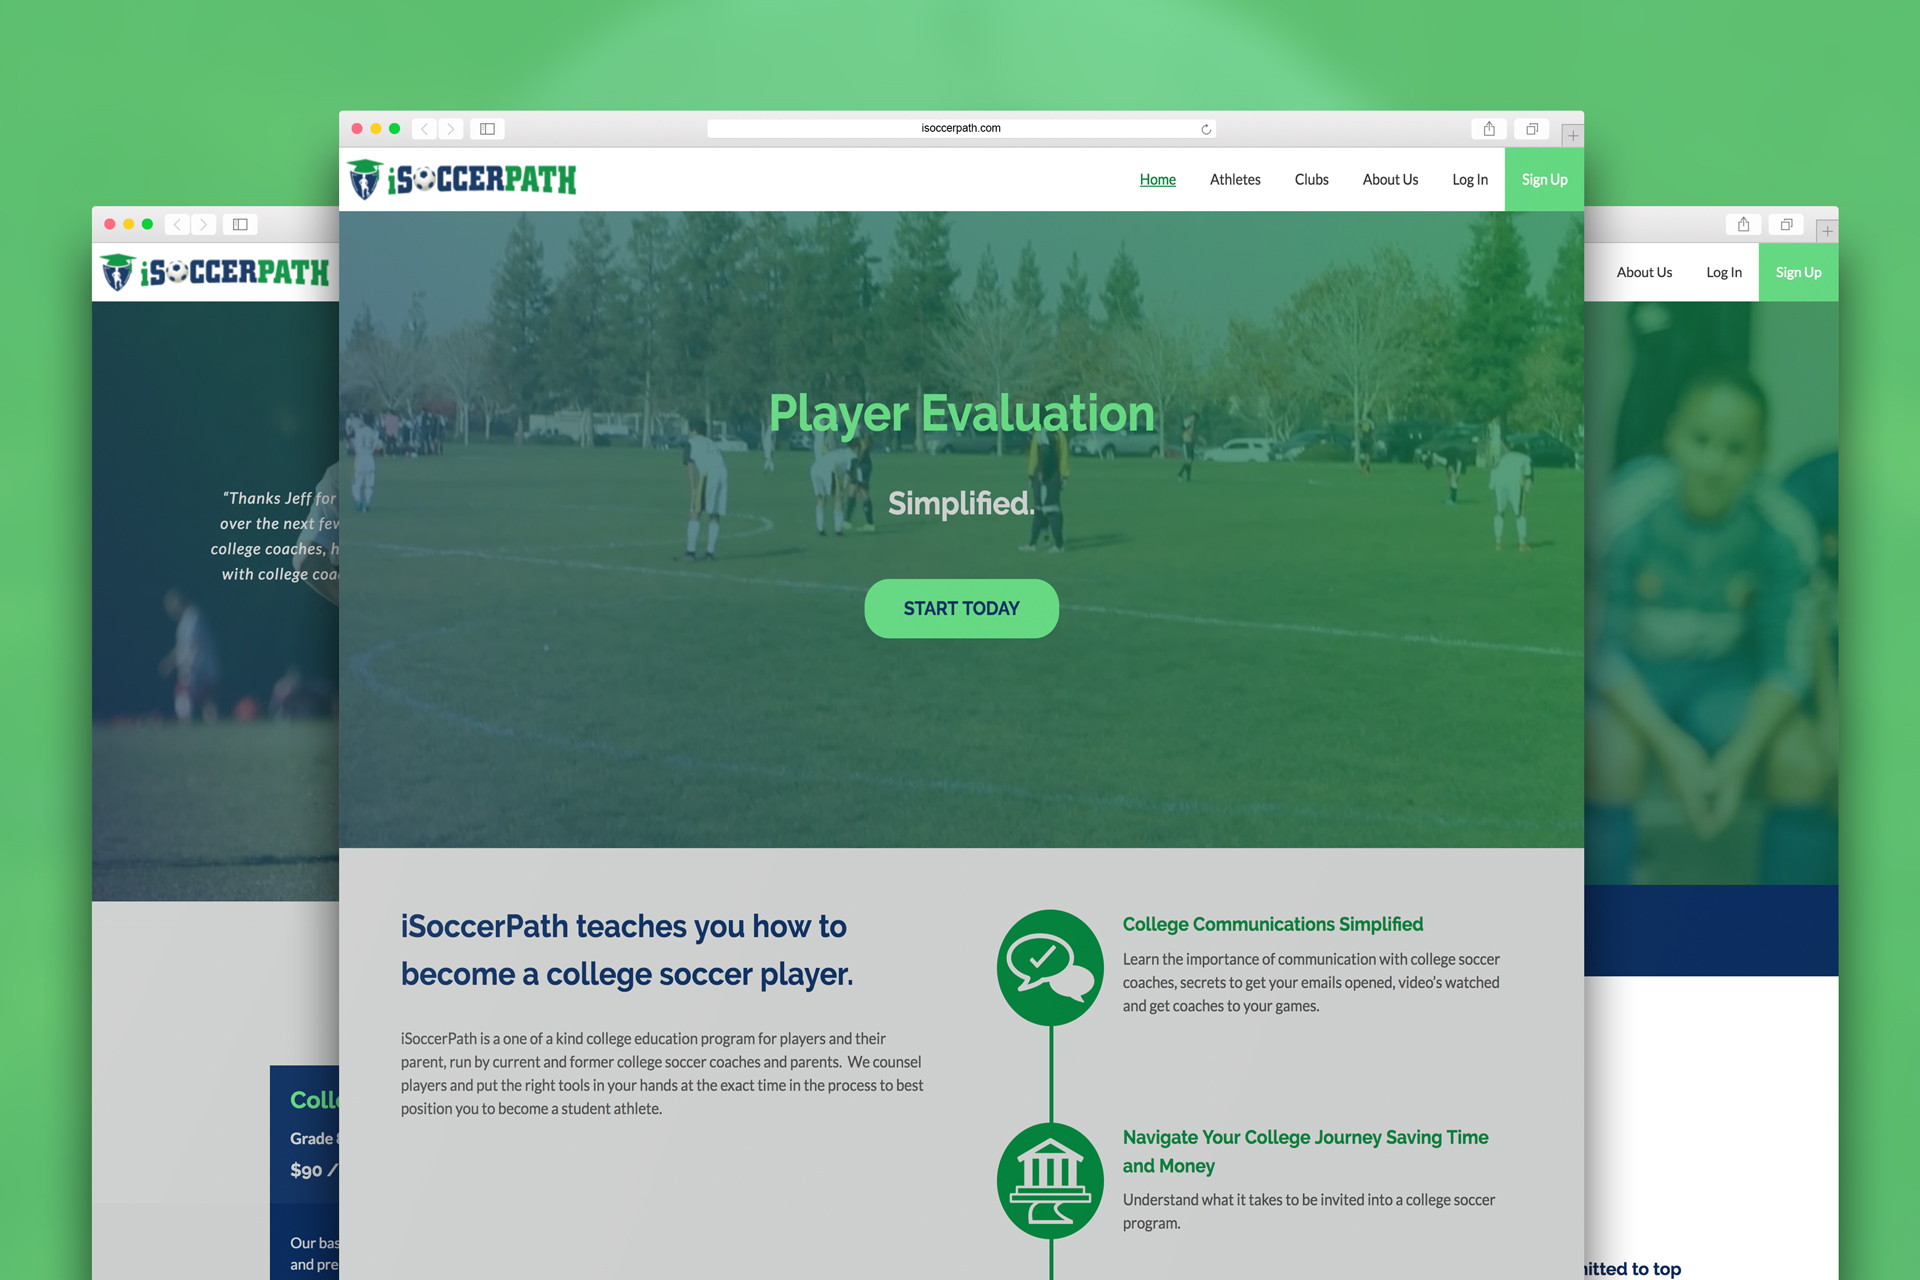 isoccerpath.com
iSOCCERPATH
Home
Athletes
Clubs
About Us
Log In
Sign Up
Player Evaluation
Simplified.
START TODAY
iSoccerPath teaches you how to
become a college soccer player.
iSoccerPath is a one of a kind college education program for players and their
parent, run by current and former college soccer coaches and parents. We counsel
players and put the right tools in your hands at the exact time in the process to best
position you to become a student athlete.
College Communications Simplified
Learn the importance of communication with college soccer
coaches, secrets to get your emails opened, video's watched
and get coaches to your games.
Navigate Your College Journey Saving Time
and Money
Understand what it takes to be invited into a college soccer
program.
iSOCCERPATH
“Thanks Jeff for
over the next few
college coaches,
with college
Grade
$90 /
Our
and
About Us
Log In
Sign Up
to top